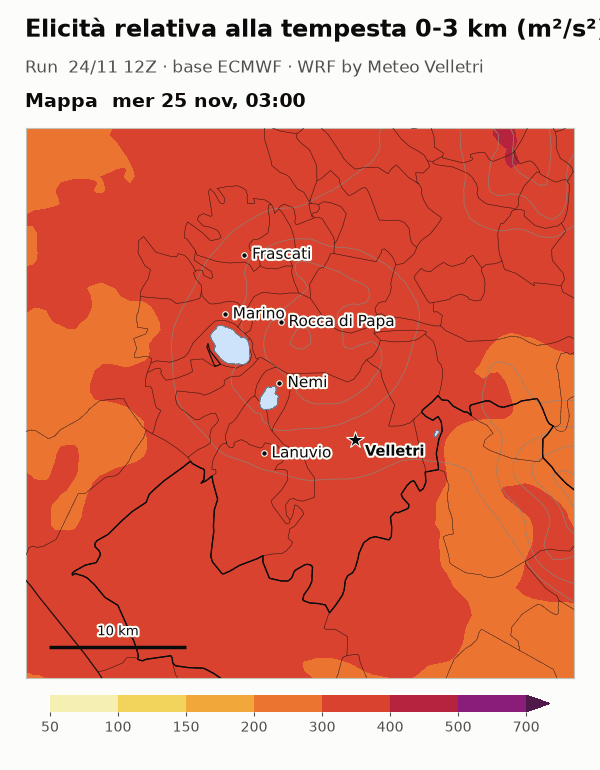 Elicità relativa alla tempesta 0-3 km (m²/s²)
Run 24/11 12Z · base ECMWF · WRF by Meteo Velletri
Mappa mer 25 nov, 03:00
Frascati
Marino
Rocca di Papa
Nemi
Velletri
Lanuvio
10 km
50 100 150 200 300 400 500 700